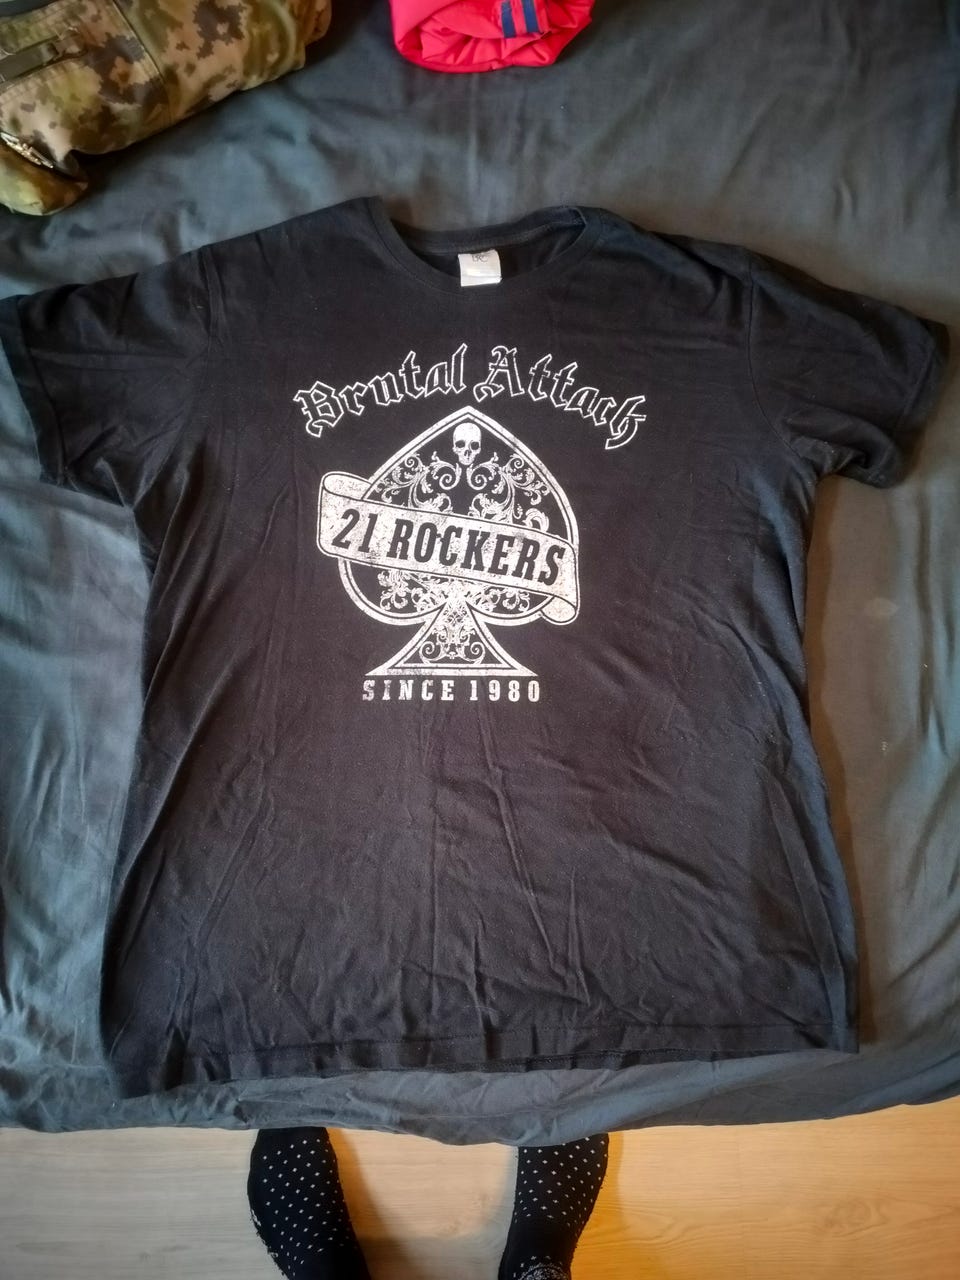 Brutal Attack
21 ROCKERS
SINCE 1980